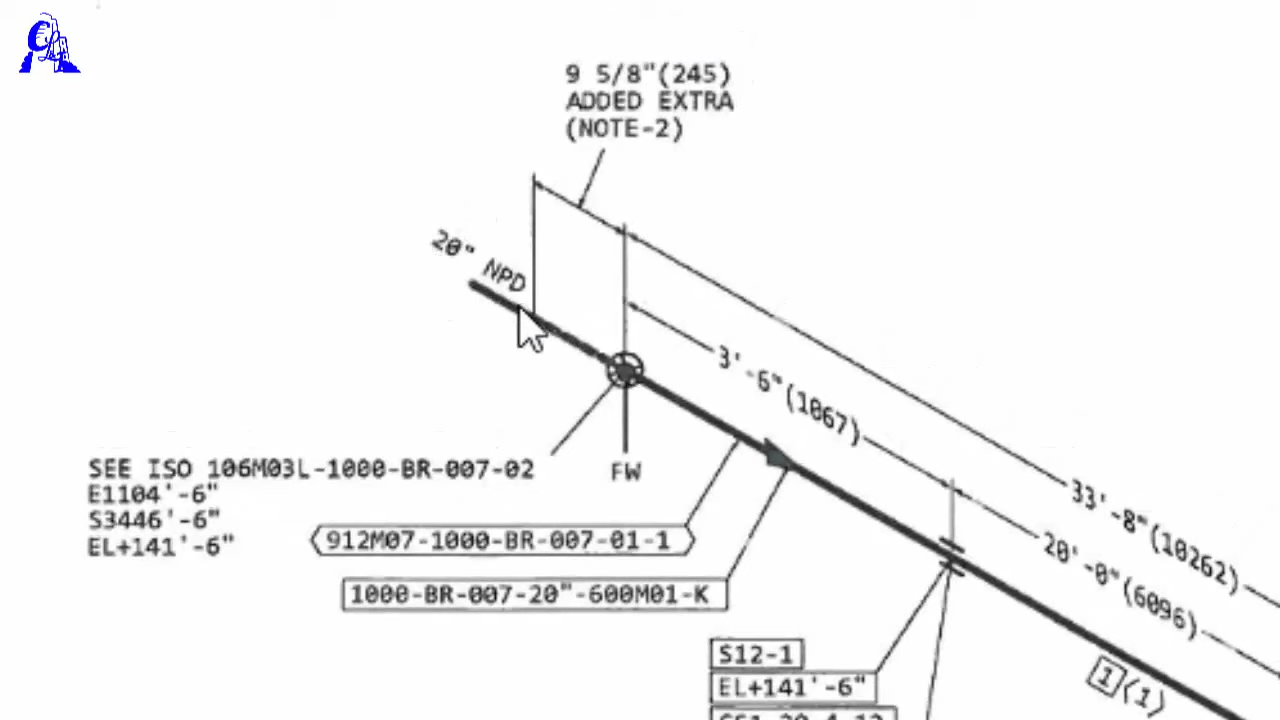 9 5/8"(245)
ADDED EXTRA
(NOTE-2)
20" NPD
3'-6"(1067)
33'-8"(10262)
20'-0"(6096)
SEE ISO 106M03L-1000-BR-007-02
E1104'-6"
S3446'-6"
EL+141'-6"
FW
912M07-1000-BR-007-01-1
1000-BR-007-20"-600M01-K
S12-1
EL+141'-6"
1 <1>